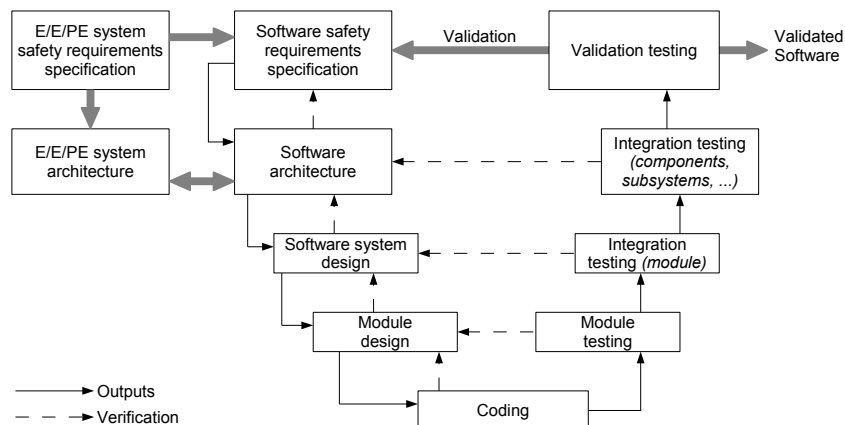 E/E/PE system
safety requirements
specification
Software safety
requirements
specification
Validation
Validation testing
Validated
Software
E/E/PE system
architecture
Software
architecture
Integration testing
(components,
subsystems, ...)
Software system
design
Integration
testing (module)
Module
design
Module
testing
Outputs
Verification
Coding